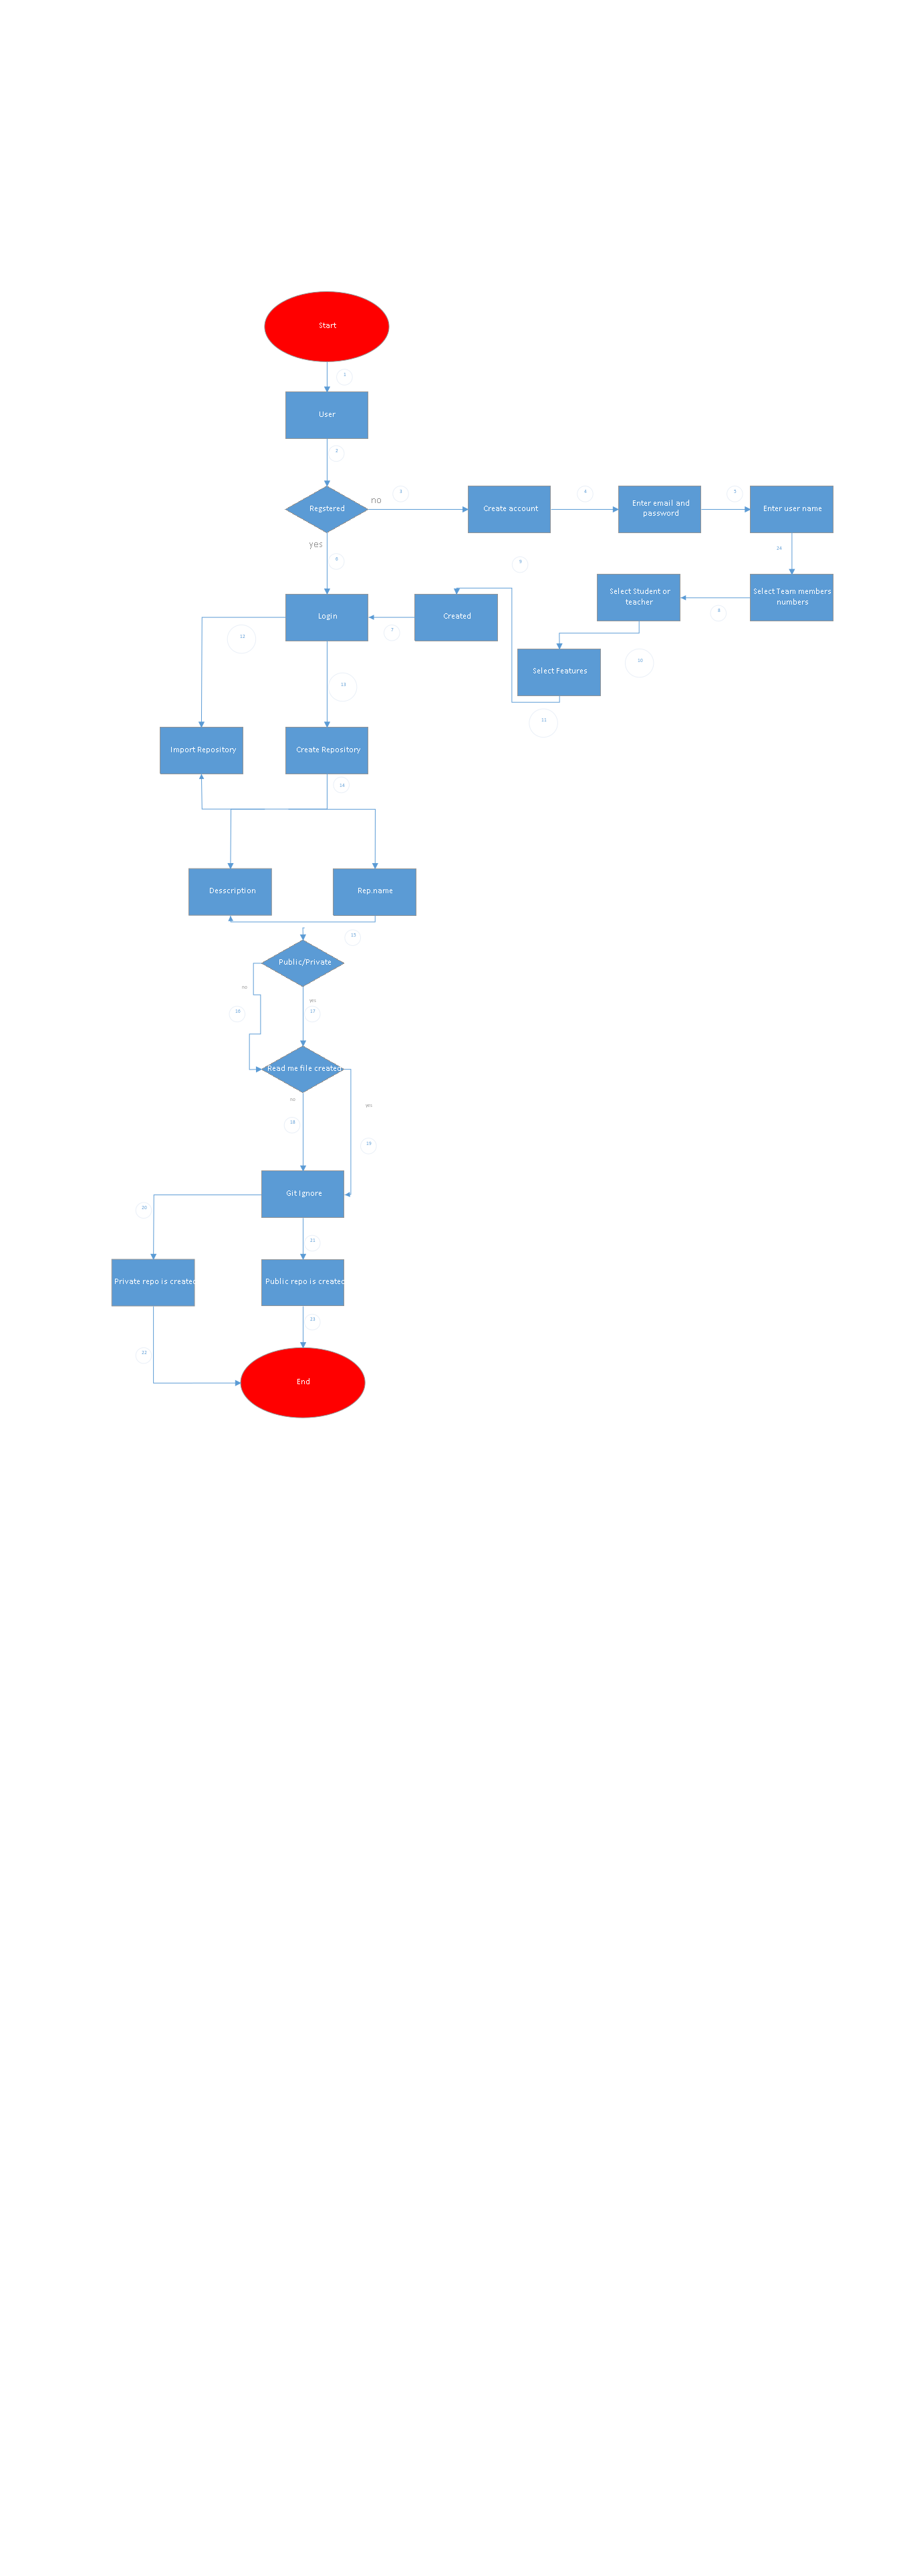 Start
1
User
2
Regstered
no
3
Create account
4
Enter email and
password
5
Enter user name
yes
6
24
Login
7
Created
9
Select Student or
teacher
8
Select Team members
numbers
12
13
Select Features
10
11
Import Repository
Create Repository
14
Desscription
Rep.name
15
Public/Private
no
yes
16
17
Read me file created
no
yes
18
19
Git Ignore
20
21
Private repo is created
Public repo is created
22
23
End